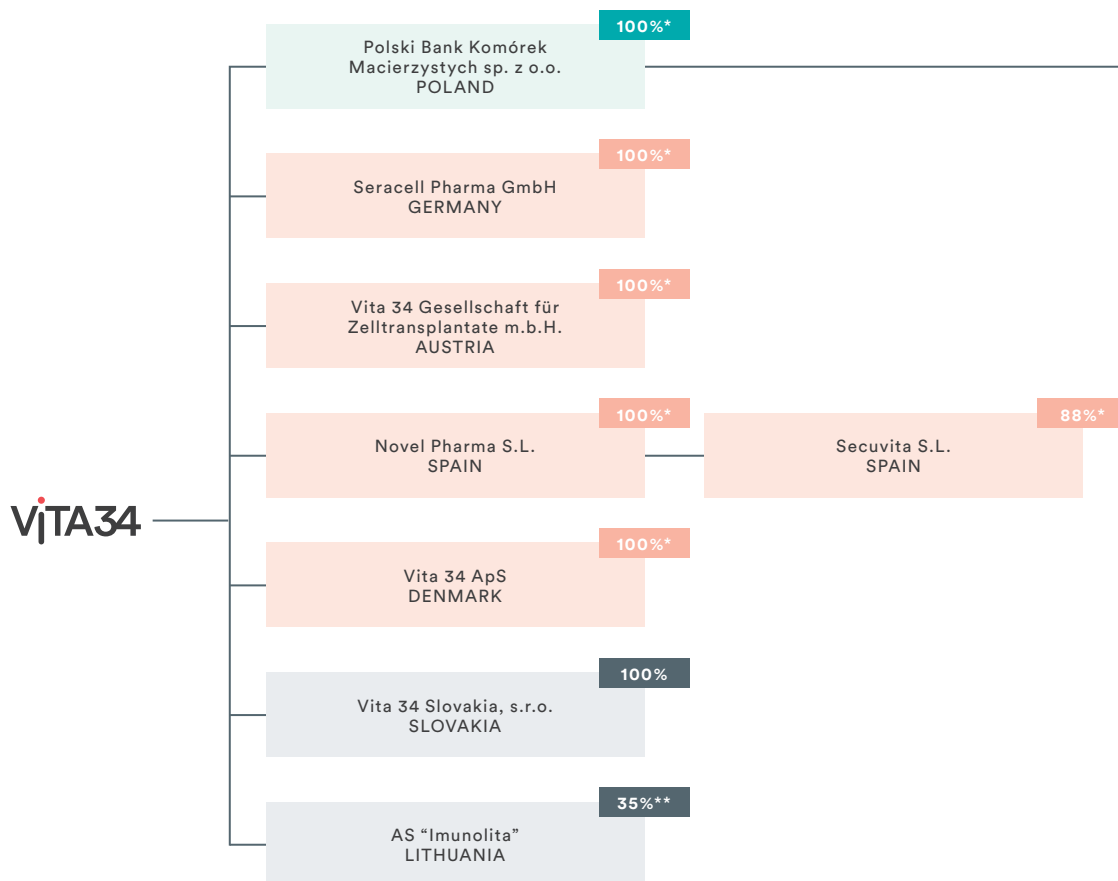 100%*
Polski Bank Komórek
Macierzystych sp. z o.o.
POLAND
100%*
Seracell Pharma GmbH
GERMANY
100%*
Vita 34 Gesellschaft für
Zelltransplantate m.b.H.
AUSTRIA
100%*
Novel Pharma S.L.
SPAIN
88%*
Secuvita S.L.
SPAIN
ViTA34
100%*
Vita 34 ApS
DENMARK
100%
Vita 34 Slovakia, s.r.o.
SLOVAKIA
35%**
AS “Imunolita”
LITHUANIA